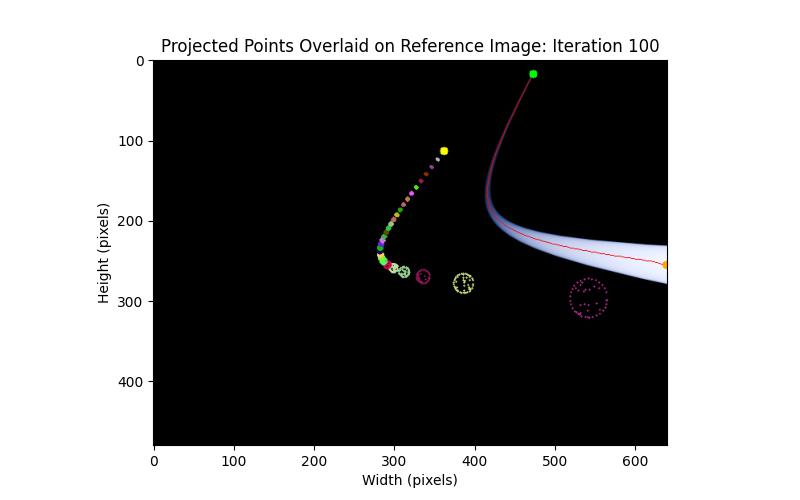 Projected Points Overlaid on Reference Image: Iteration 100
0
100
200
300
400
Height (pixels)
0 100 200 300 400 500 600
Width (pixels)